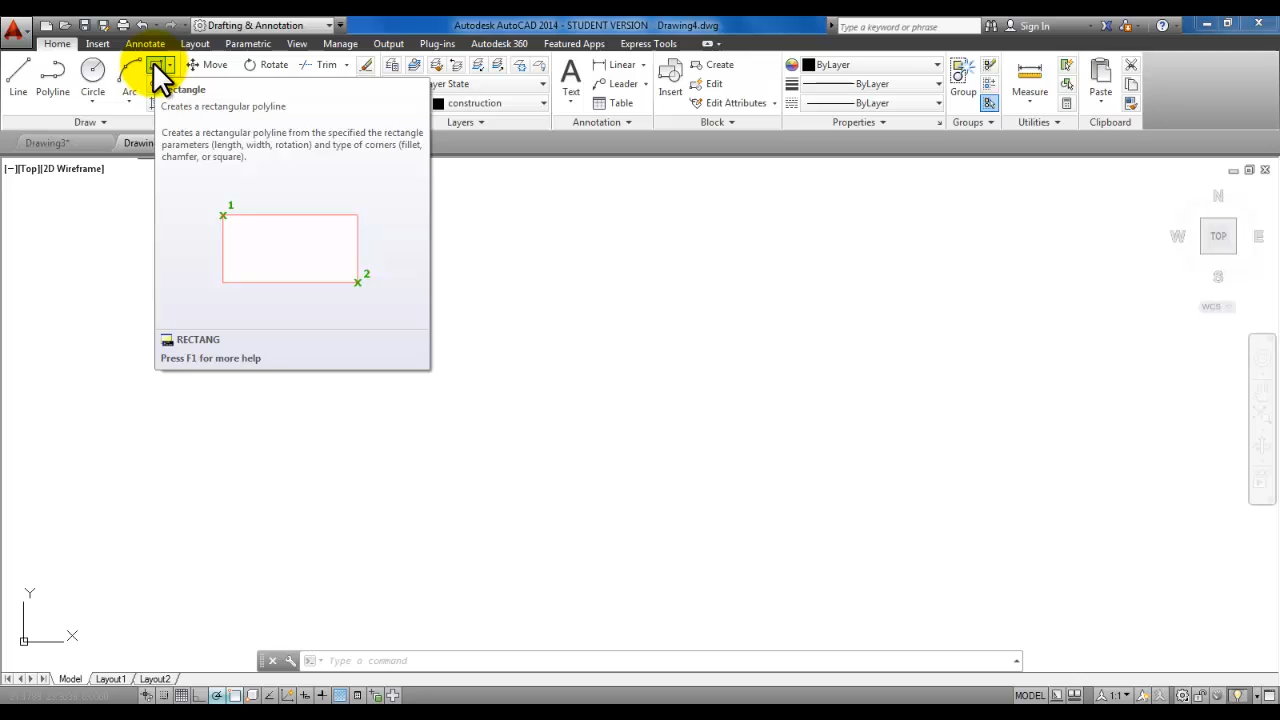 Drafting & Annotation
Autodesk AutoCAD 2014 - STUDENT VERSION Drawing4.dwg
Type a keyword or phrase
Sign In
Home Insert Annotate Layout Parametric View Manage Output Plug-ins Autodesk 360 Featured Apps Express Tools
Move Rotate Trim Linear Create ByLayer
Line Polyline Circle Arc Text Leader Insert Edit ByLayer Group Measure Paste
Layer State
construction Table Edit Attributes ByLayer
Draw Layers Annotation Block Properties Groups Utilities Clipboard
Drawing3*
[−][Top][2D Wireframe]
Creates a rectangular polyline
Creates a rectangular polyline from the specified the rectangle
parameters (length, width, rotation) and type of corners (fillet,
chamfer, or square).
1
2
RECTANG
Press F1 for more help
N
W TOP E
S
WCS
Y
X
Type a command
Model Layout1 Layout2
MODEL 1:1